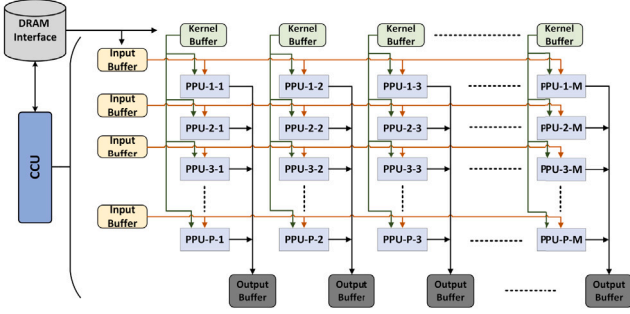 DRAM
Interface
Kernel
Buffer
Kernel
Buffer
Kernel
Buffer
Kernel
Buffer
Input
Buffer
PPU-1-1
PPU-1-2
PPU-1-3
PPU-1-M
Input
Buffer
PPU-2-1
PPU-2-2
PPU-2-3
PPU-2-M
CCU
Input
Buffer
PPU-3-1
PPU-3-2
PPU-3-3
PPU-3-M
Input
Buffer
PPU-P-1
PPU-P-2
PPU-P-3
PPU-P-M
Output
Buffer
Output
Buffer
Output
Buffer
Output
Buffer